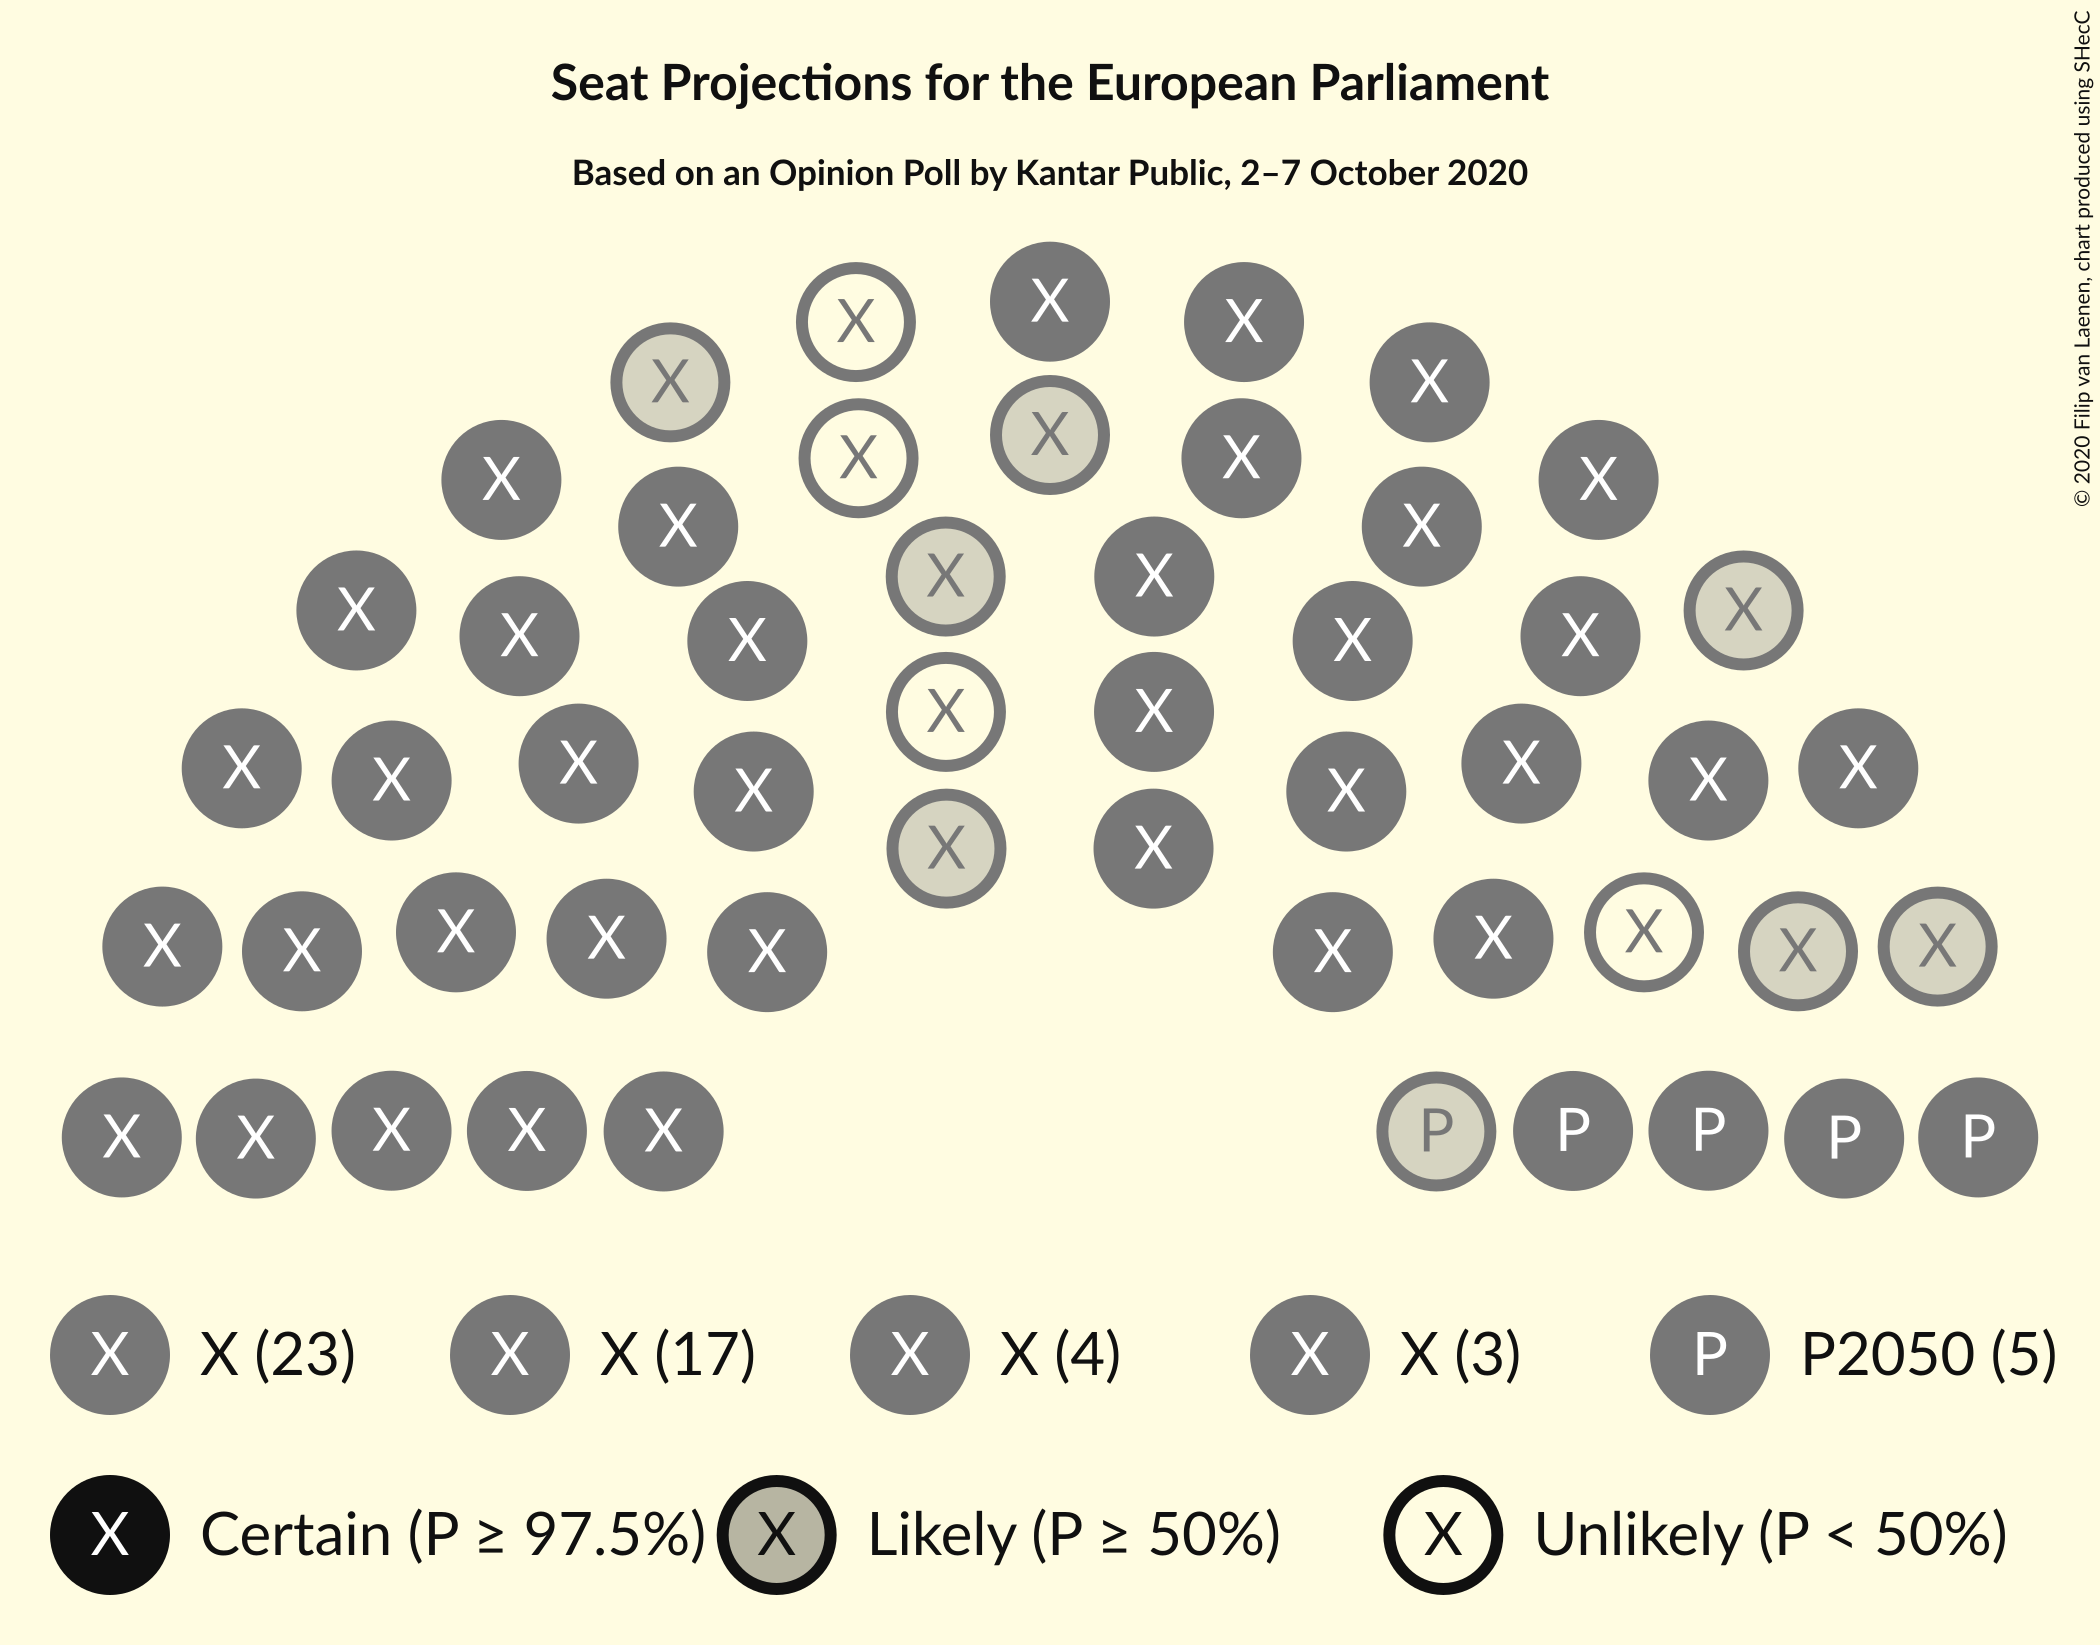 Seat Projections for the European Parliament
Based on an Opinion Poll by Kantar Public, 2–7 October 2020
© 2020 Filip van Laenen, chart produced using SHecC
X X X
X X
X X X X
X X
X X
X X
X X X X
X X
X X X
X X X X
X X
X X X X
X X
X X X X X X
X X X X
X X X X P P P
X X P P
X X (23) X X (17) X X (4) X X (3) P P2050 (5)
X Certain (P ≥ 97.5%) X Likely (P ≥ 50%) X Unlikely (P < 50%)